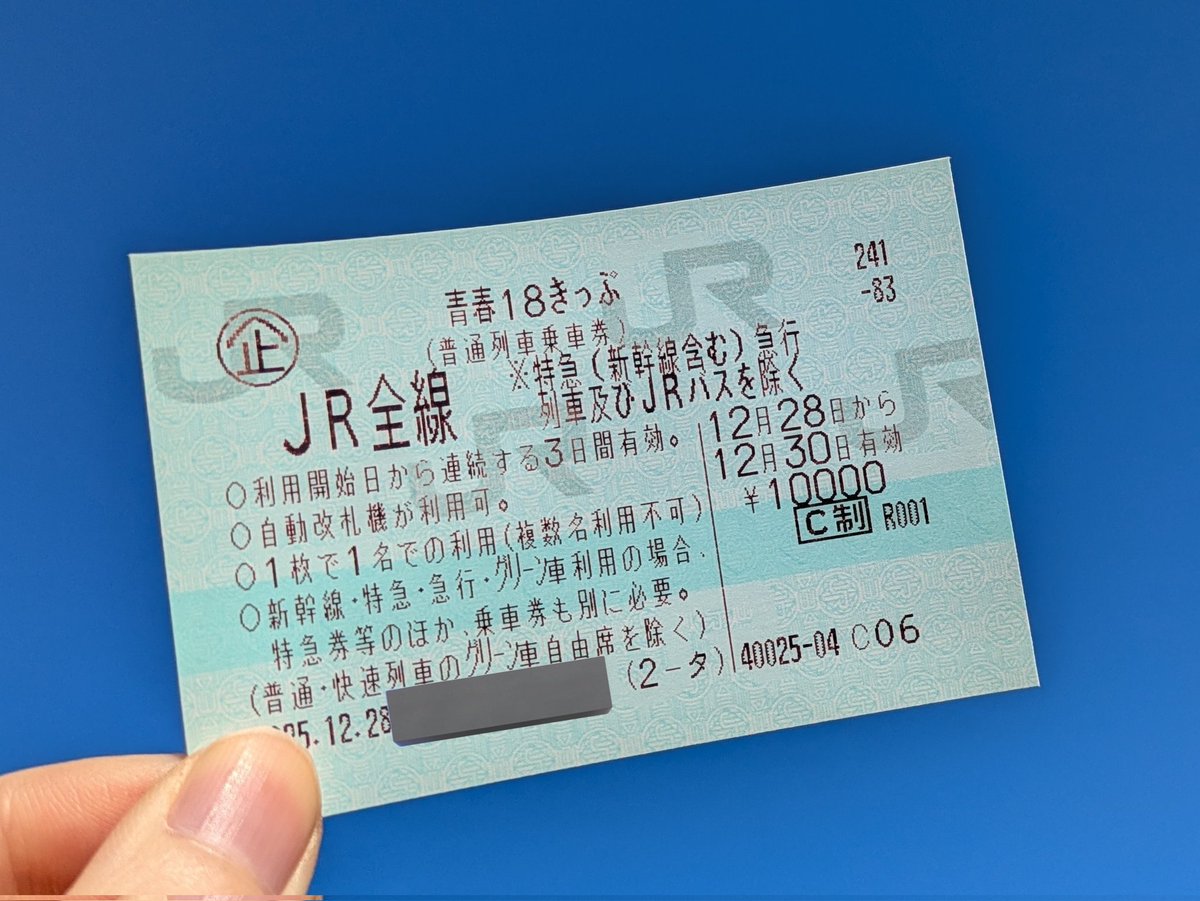 241
-83
青春18きっぷ
(普通列車乗車券)
企
※特急(新幹線含む)急行
列車及びJRバスを除く
JR全線
12月28日から
12月30日有効
¥10000
C制 R001
○利用開始日から連続する3日間有効。
○自動改札機が利用可。
○1枚で1名での利用(複数名利用不可)
○新幹線・特急・急行・グリーン車利用の場合、
特急券等のほか、乗車券も別に必要。
(普通・快速列車のグリーン車自由席を除く)
25.12.28
(2-タ)
40025-04 C06
JR
JR
JR
JR